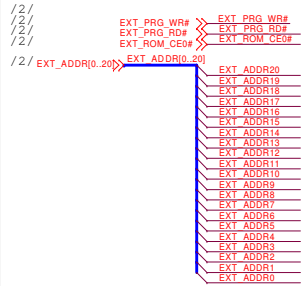 /2/
/2/ EXT_PRG_WR# EXT_PRG_WR#
/2/ EXT_PRG_RD# EXT_PRG_RD#
/2/ EXT_ROM_CE0# EXT_ROM_CE0#
/2/ EXT_ADDR[0..20] EXT_ADDR[0..20]
EXT_ADDR20
EXT_ADDR19
EXT_ADDR18
EXT_ADDR17
EXT_ADDR16
EXT_ADDR15
EXT_ADDR14
EXT_ADDR13
EXT_ADDR12
EXT_ADDR11
EXT_ADDR10
EXT_ADDR9
EXT_ADDR8
EXT_ADDR7
EXT_ADDR6
EXT_ADDR5
EXT_ADDR4
EXT_ADDR3
EXT_ADDR2
EXT_ADDR1
EXT_ADDR0